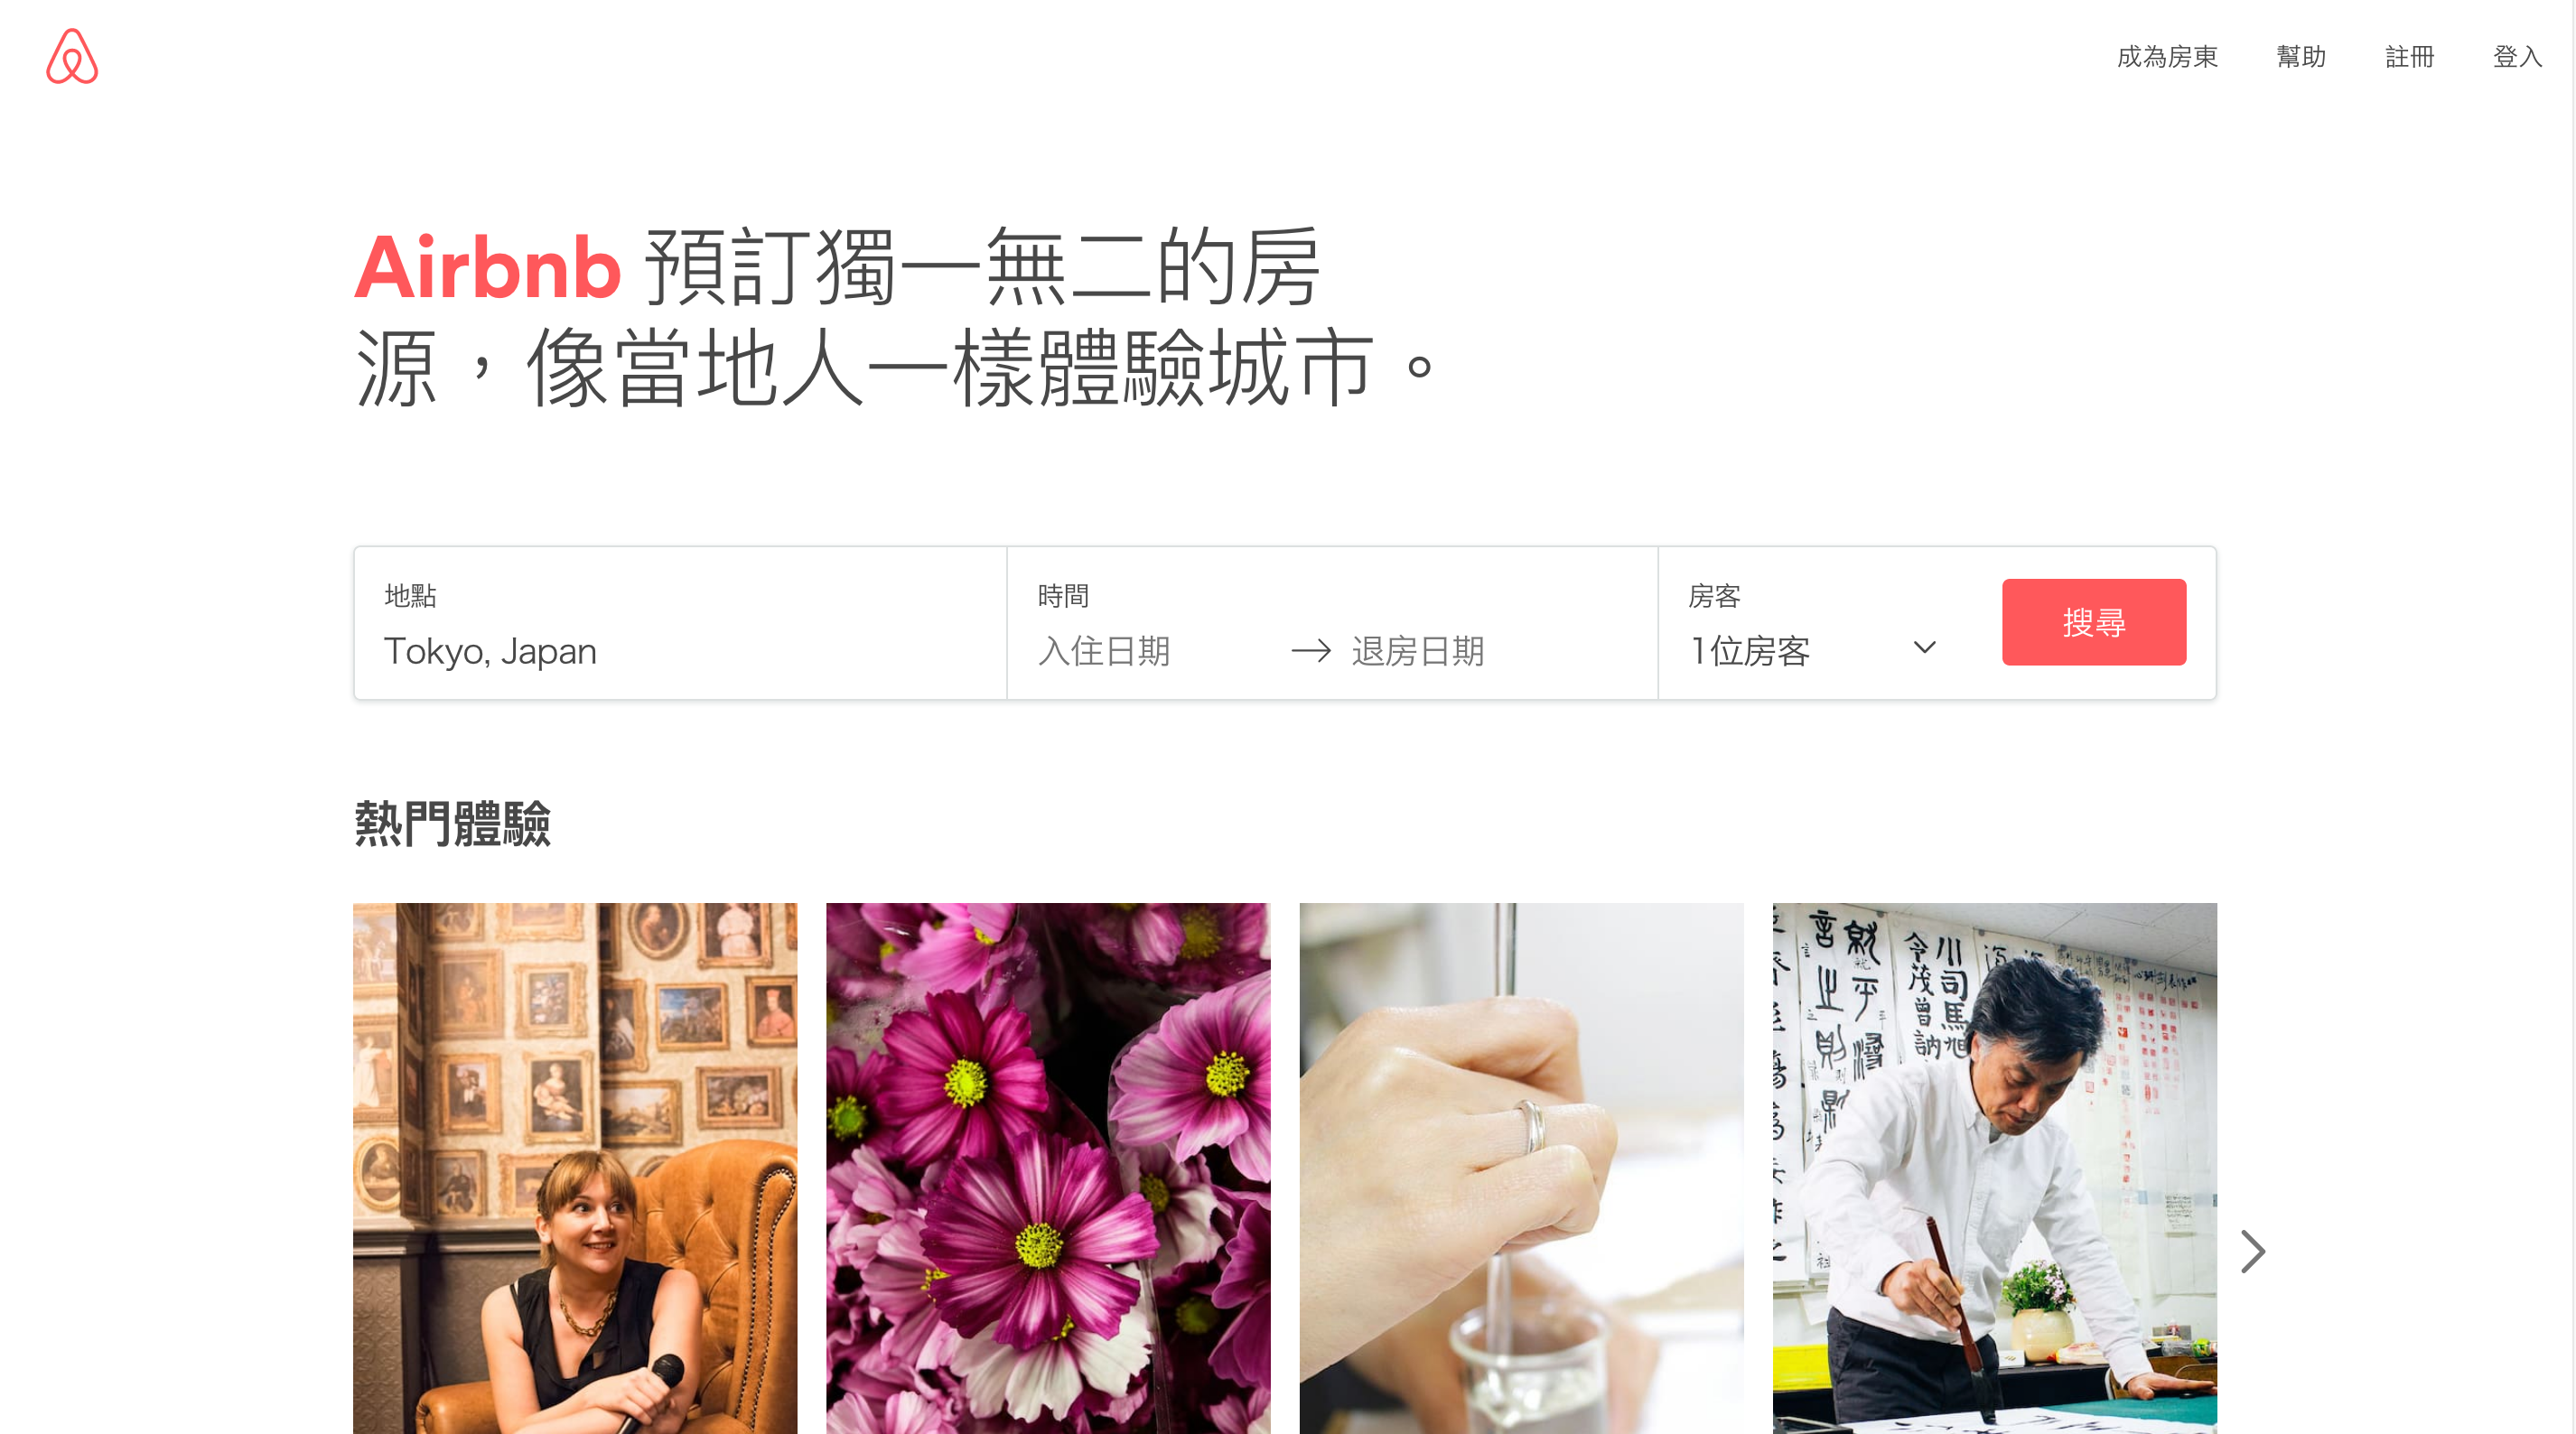 成為房東
幫助
註冊
登入
Airbnb 預訂獨一無二的房
源，像當地人一樣體驗城市。
地點
時間
房客
Tokyo, Japan
入住日期
退房日期
1位房客
搜尋
熱門體驗